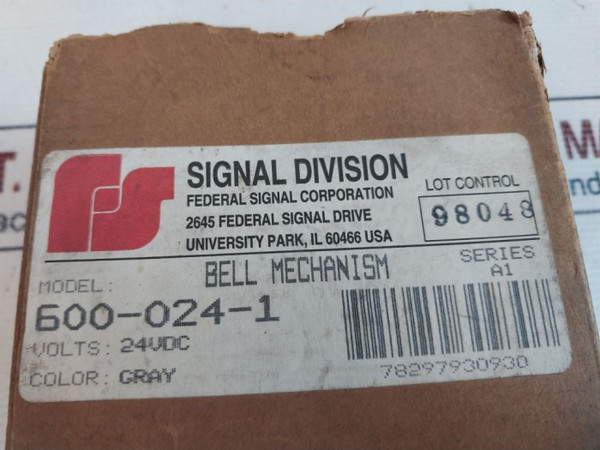 SIGNAL DIVISION
FEDERAL SIGNAL CORPORATION
2645 FEDERAL SIGNAL DRIVE
UNIVERSITY PARK, IL 60466 USA
LOT CONTROL
98048
BELL MECHANISM
SERIES
A1
MODEL:
600-024-1
VOLTS: 24VDC
COLOR: GRAY
78297930930